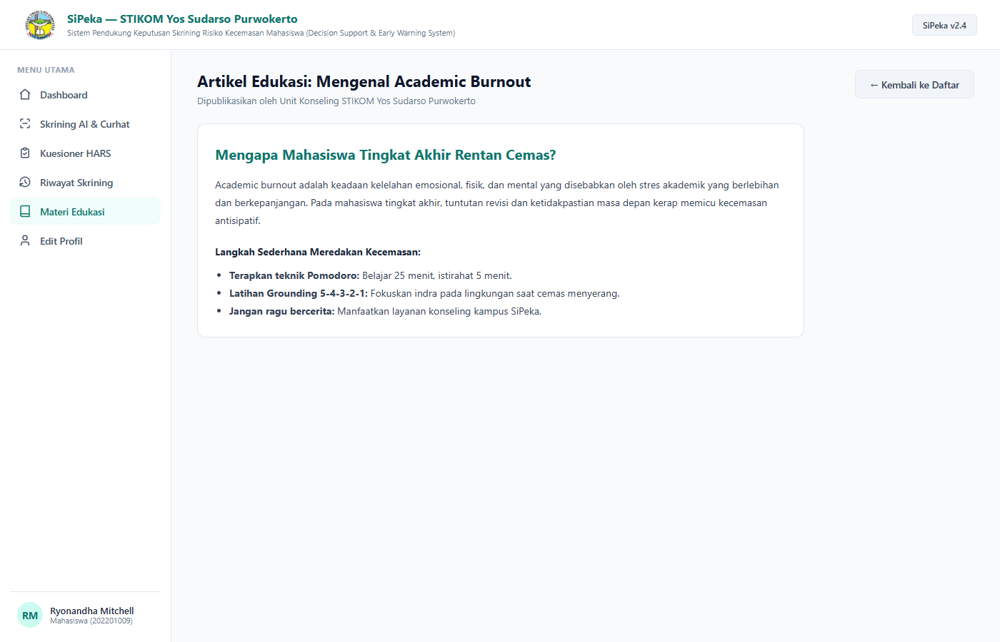 SiPeka — STIKOM Yos Sudarso Purwokerto
Sistem Pendukung Keputusan Skrining Risiko Kecemasan Mahasiswa (Decision Support & Early Warning System)
SiPeka v2.4
MENU UTAMA
Dashboard
Skrining AI & Curhat
Kuesioner HARS
Riwayat Skrining
Materi Edukasi
Edit Profil
Artikel Edukasi: Mengenal Academic Burnout
Dipublikasikan oleh Unit Konseling STIKOM Yos Sudarso Purwokerto
← Kembali ke Daftar
Mengapa Mahasiswa Tingkat Akhir Rentan Cemas?
Academic burnout adalah keadaan kelelahan emosional, fisik, dan mental yang disebabkan oleh stres akademik yang berlebihan
dan berkepanjangan. Pada mahasiswa tingkat akhir, tuntutan revisi dan ketidakpastian masa depan kerap memicu kecemasan
antisipatif.
Langkah Sederhana Meredakan Kecemasan:
• Terapkan teknik Pomodoro: Belajar 25 menit, istirahat 5 menit.
• Latihan Grounding 5-4-3-2-1: Fokuskan indra pada lingkungan saat cemas menyerang.
• Jangan ragu bercerita: Manfaatkan layanan konseling kampus SiPeka.
RM
Ryonandha Mitchell
Mahasiswa (202201009)